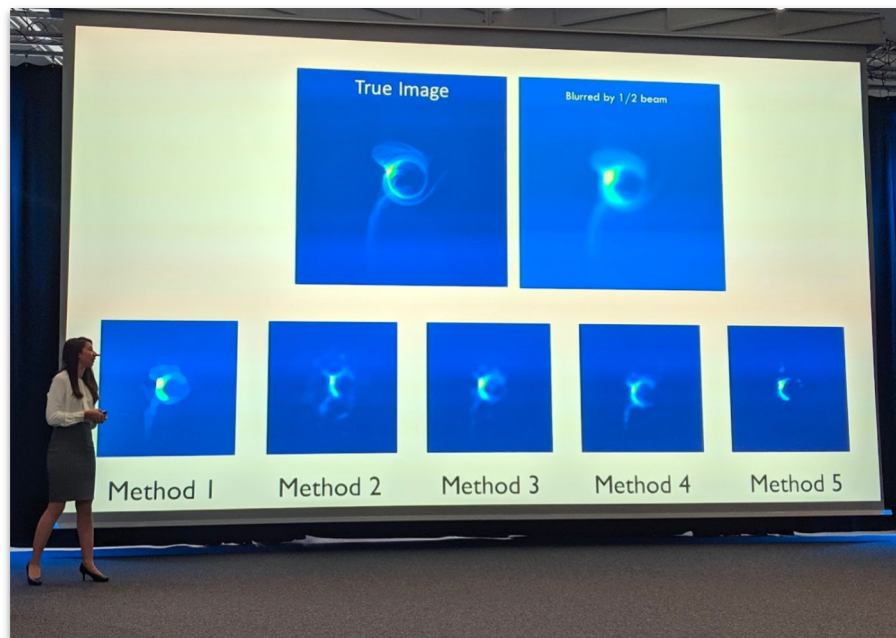 True Image
Blurred by 1/2 beam
Method 1
Method 2
Method 3
Method 4
Method 5